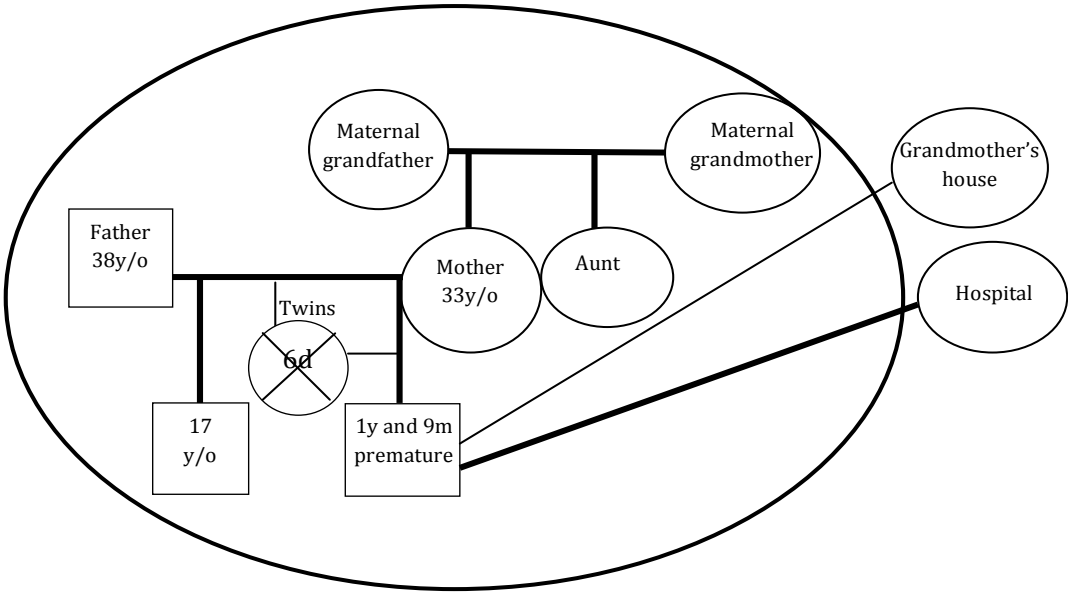 Maternal
grandfather
Maternal
grandmother
Grandmother’s
house
Father
38y/o
Mother
33y/o
Aunt
Hospital
Twins
6d
17
y/o
1y and 9m
premature